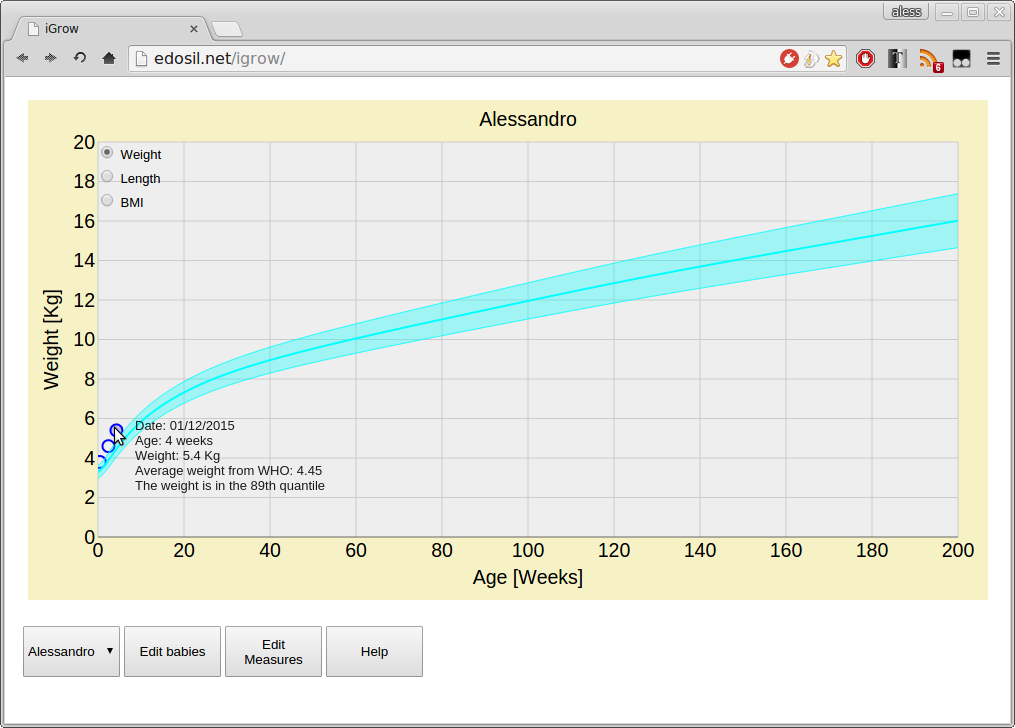 aless
iGrow
edosil.net/igrow/
T
6
Alessandro
20
18
16
14
12
10
8
6
4
2
0
Weight
Length
BMI
Weight [Kg]
Date: 01/12/2015
Age: 4 weeks
Weight: 5.4 Kg
Average weight from WHO: 4.45
The weight is in the 89th quantile
0 20 40 60 80 100 120 140 160 180 200
Age [Weeks]
Alessandro
Edit babies
Edit
Measures
Help